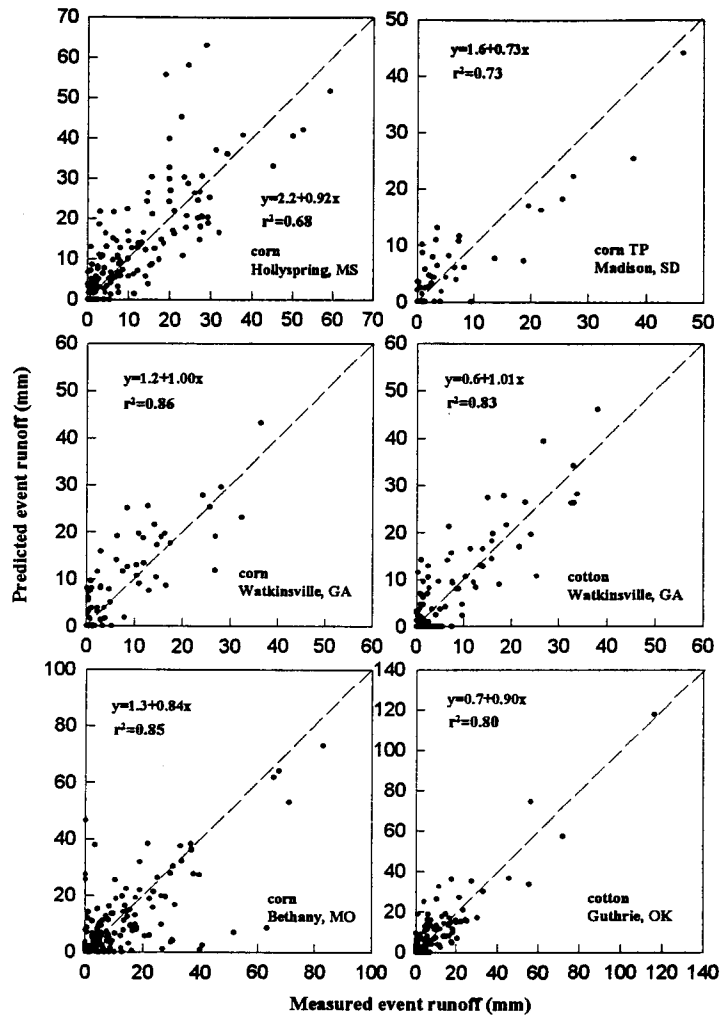 70
60
50
40
30
20
10
0
0 10 20 30 40 50 60 70
y=2.2+0.92x
r²=0.68
corn
Hollyspring, MS
50
40
30
20
10
0
0 10 20 30 40 50
y=1.6+0.73x
r²=0.73
corn TP
Madison, SD
Predicted event runoff (mm)
60
50
40
30
20
10
0
0 10 20 30 40 50 60
y=1.2+1.00x
r²=0.86
corn
Watkinsville, GA
60
50
40
30
20
10
0
0 10 20 30 40 50 60
y=0.6+1.01x
r²=0.83
cotton
Watkinsville, GA
100
80
60
40
20
0
0 20 40 60 80 100
y=1.3+0.84x
r²=0.85
corn
Bethany, MO
140
120
100
80
60
40
20
0
0 20 40 60 80 100 120 140
y=0.7+0.90x
r²=0.80
cotton
Guthrie, OK
Measured event runoff (mm)